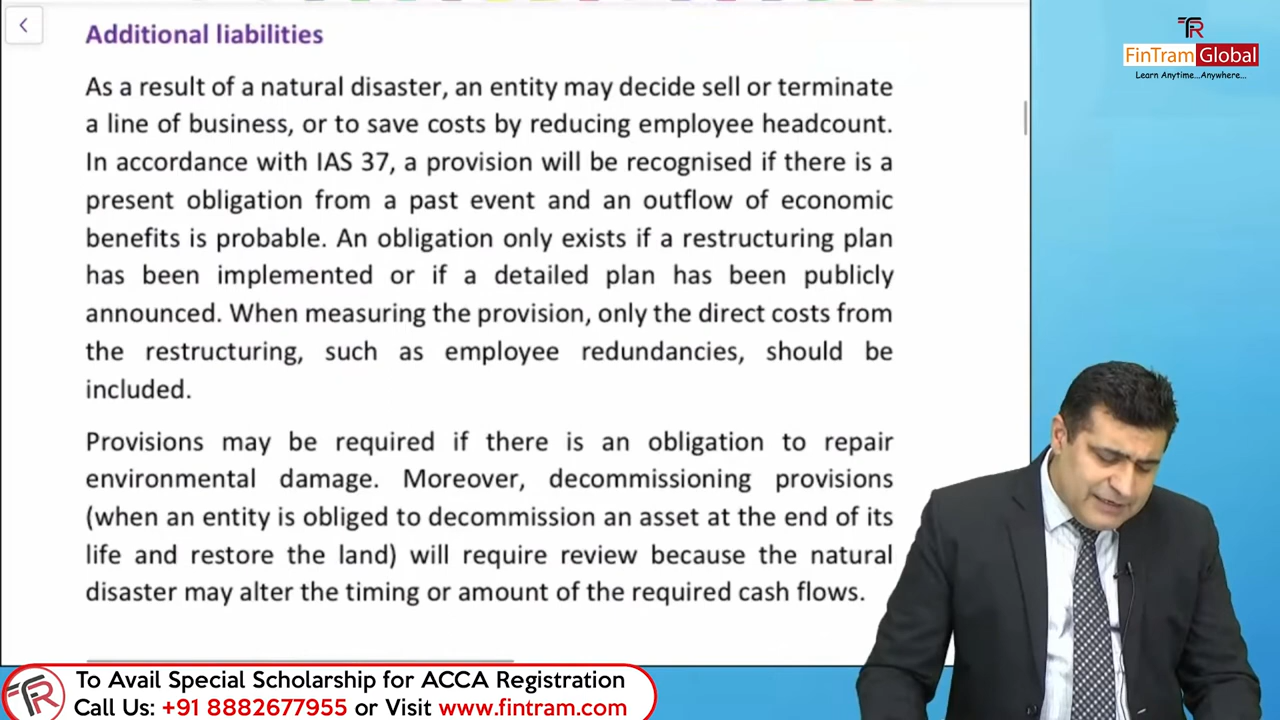 Additional liabilities
As a result of a natural disaster, an entity may decide sell or terminate
a line of business, or to save costs by reducing employee headcount.
In accordance with IAS 37, a provision will be recognised if there is a
present obligation from a past event and an outflow of economic
benefits is probable. An obligation only exists if a restructuring plan
has been implemented or if a detailed plan has been publicly
announced. When measuring the provision, only the direct costs from
the restructuring, such as employee redundancies, should be
included.
Provisions may be required if there is an obligation to repair
environmental damage. Moreover, decommissioning provisions
(when an entity is obliged to decommission an asset at the end of its
life and restore the land) will require review because the natural
disaster may alter the timing or amount of the required cash flows.
FinTram Global
Learn Anytime...Anywhere...
To Avail Special Scholarship for ACCA Registration
Call Us: +91 8882677955 or Visit www.fintram.com